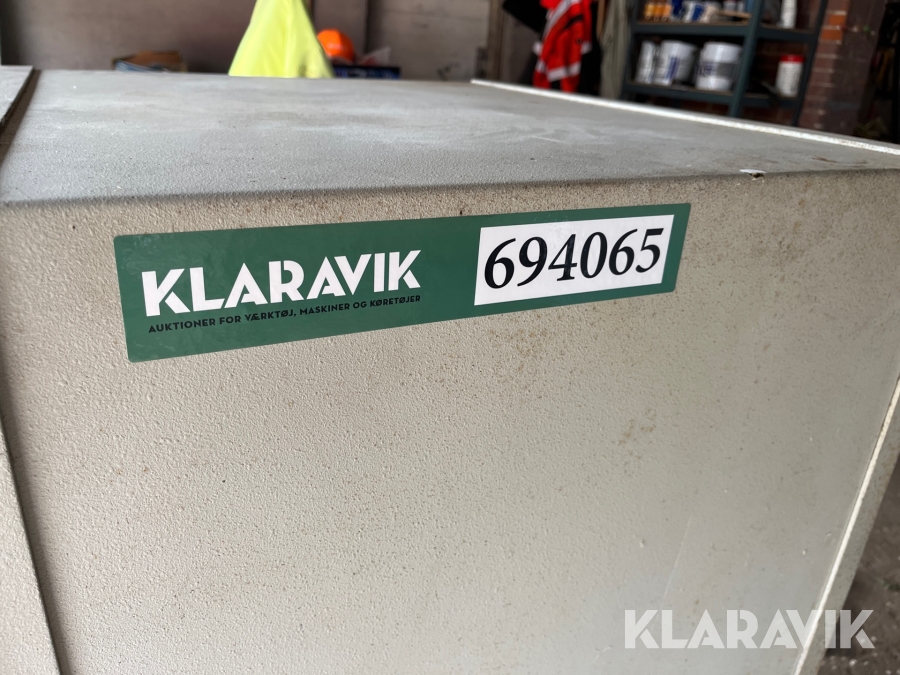 KLARAVIK
AUKTIONER FOR VÆRKTØJ, MASKINER OG KØRETØJER
694065
KLARAVIK